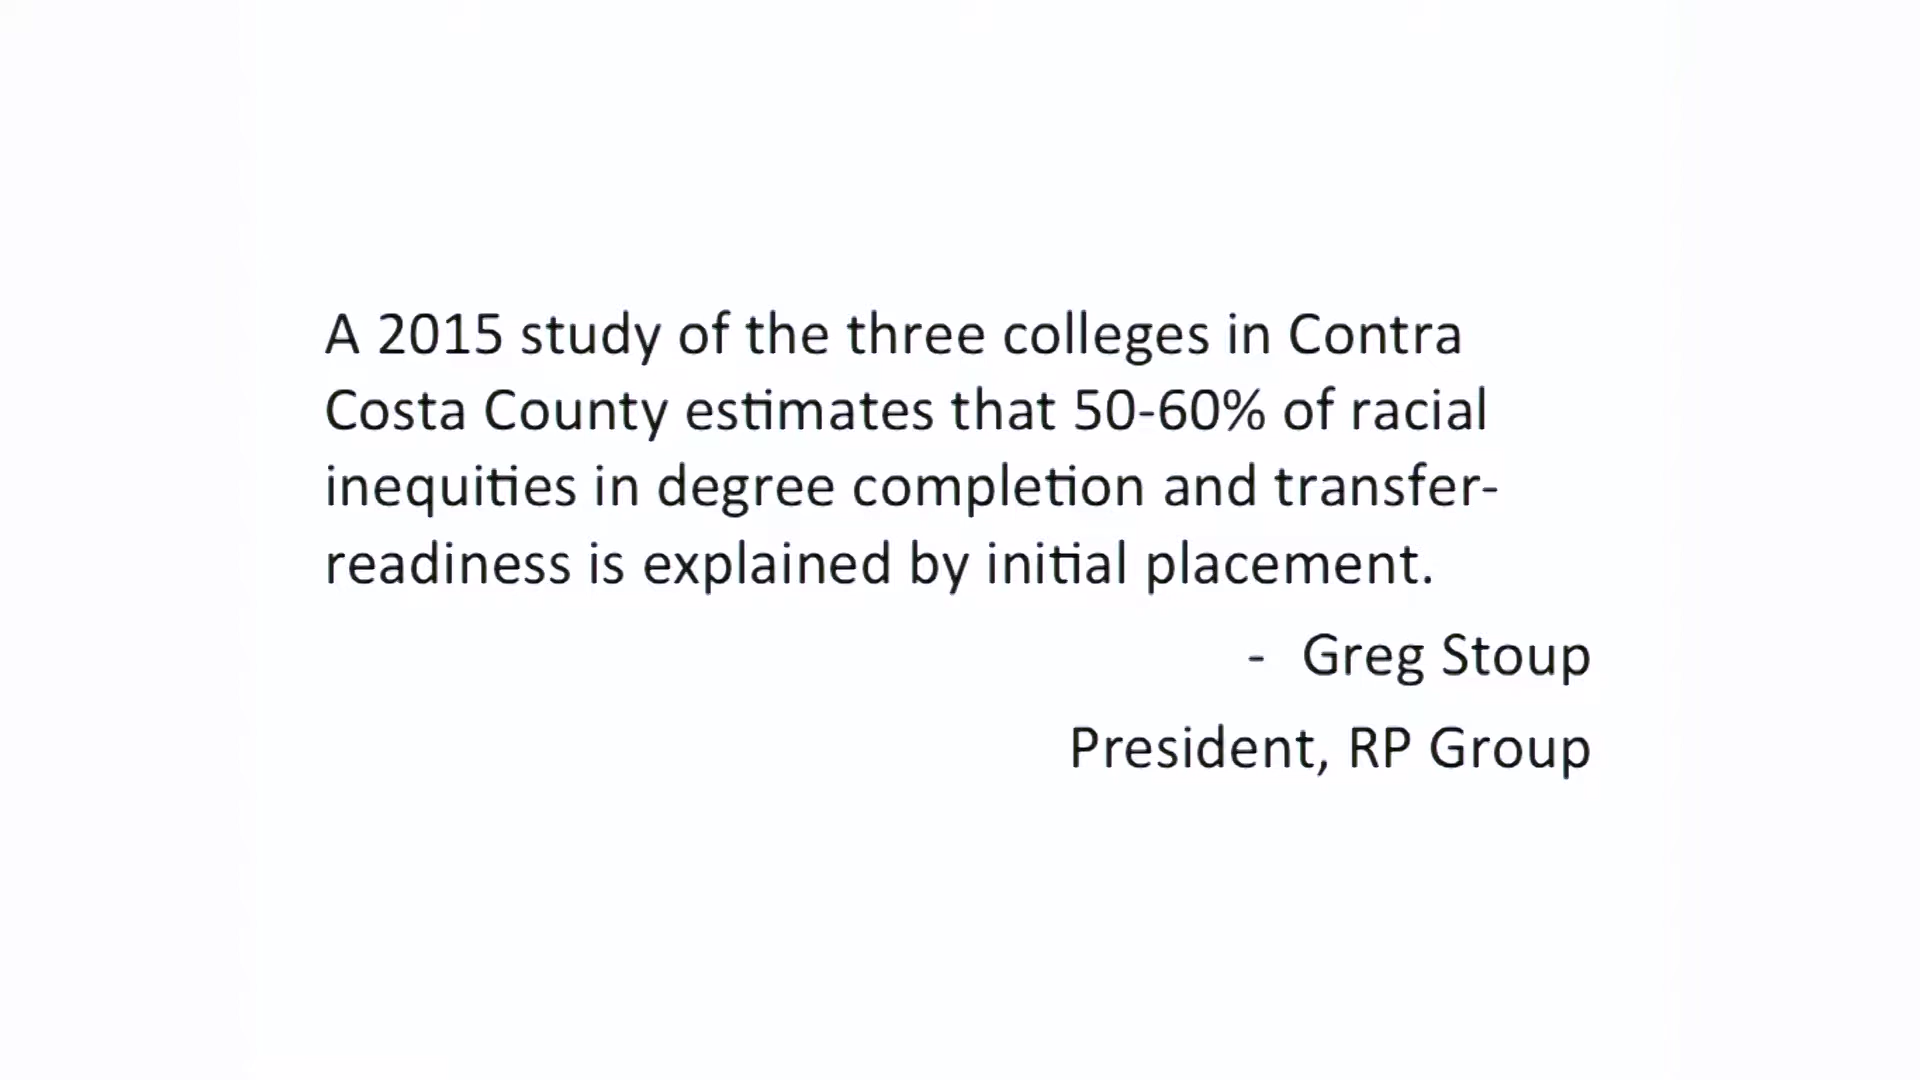 A 2015 study of the three colleges in Contra
Costa County estimates that 50-60% of racial
inequities in degree completion and transfer-
readiness is explained by initial placement.
- Greg Stoup
President, RP Group